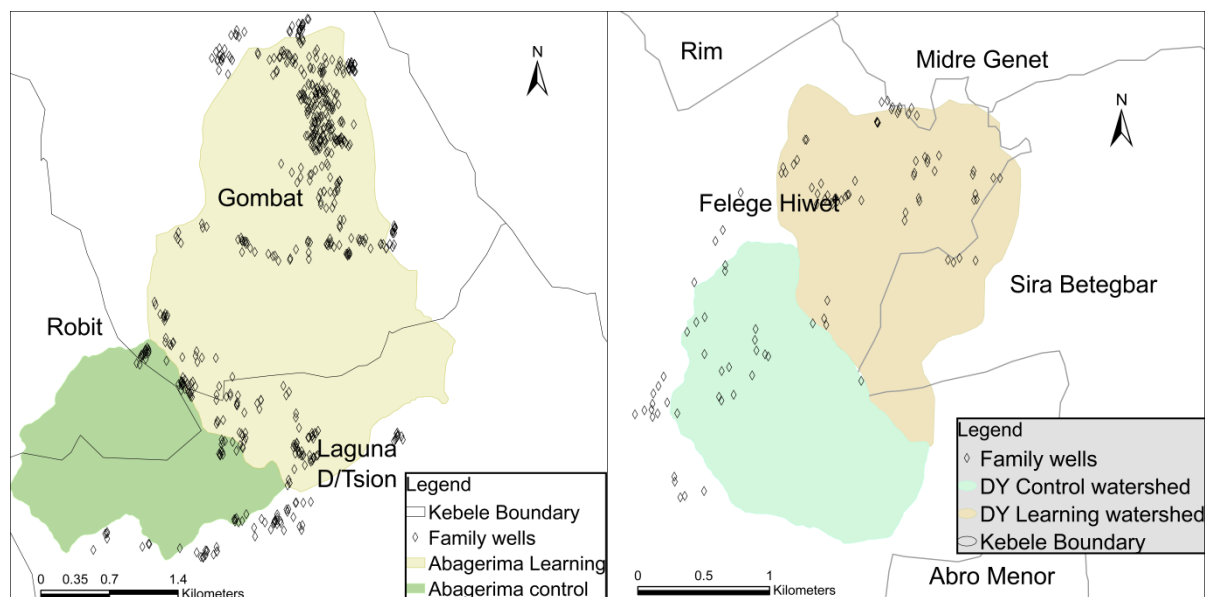 N
Gombat
Robit
Laguna
D/Tsion
Legend
Kebele Boundary
Family wells
Abagerima Learning
Abagerima control
0 0.35 0.7 1.4
Kilometers
Rim
Midre Genet
N
Felege Hiwet
Sira Betegbar
Legend
Family wells
DY Control watershed
DY Learning watershed
Kebele Boundary
Abro Menor
0 0.5 1
Kilometers